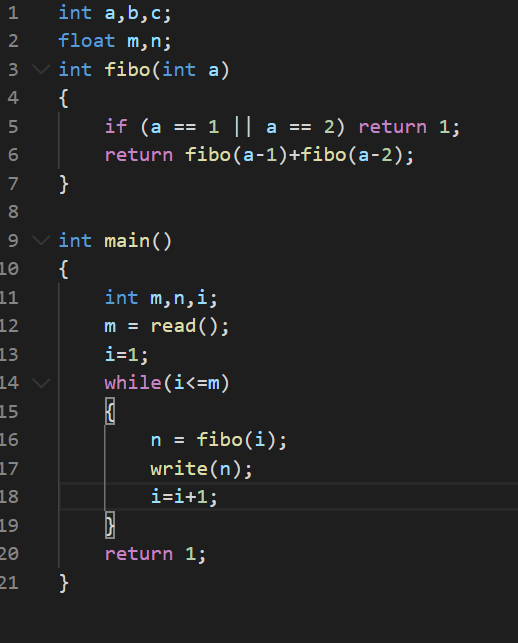 1 int a,b,c;
2 float m,n;
3 int fibo(int a)
4 {
5     if (a == 1 || a == 2) return 1;
6     return fibo(a-1)+fibo(a-2);
7 }
8
9 int main()
10 {
11     int m,n,i;
12     m = read();
13     i=1;
14     while(i<=m)
15     {
16         n = fibo(i);
17         write(n);
18         i=i+1;
19     }
20     return 1;
21 }